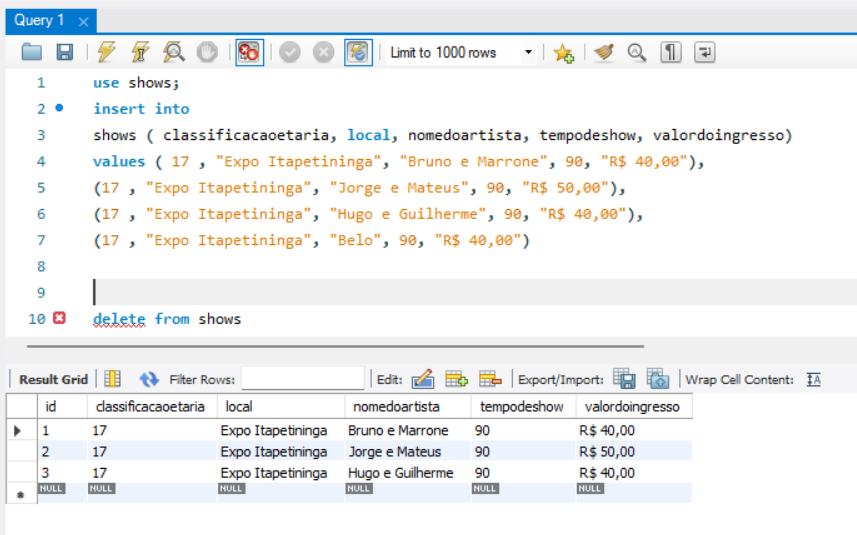 Query 1
Limit to 1000 rows
1 use shows;
2 insert into
3 shows ( classificacaoetaria, local, nomedoartista, tempodeshow, valordoingresso)
4 values ( 17 , "Expo Itapetininga", "Bruno e Marrone", 90, "R$ 40,00"),
5 (17 , "Expo Itapetininga", "Jorge e Mateus", 90, "R$ 50,00"),
6 (17 , "Expo Itapetininga", "Hugo e Guilherme", 90, "R$ 40,00"),
7 (17 , "Expo Itapetininga", "Belo", 90, "R$ 40,00")
8
9
10 delete from shows
Result Grid Filter Rows: Edit: Export/Import: Wrap Cell Content: IA
id classificacaoetaria local nomedoartista tempodeshow valordoingresso
1 17 Expo Itapetininga Bruno e Marrone 90 R$ 40,00
2 17 Expo Itapetininga Jorge e Mateus 90 R$ 50,00
3 17 Expo Itapetininga Hugo e Guilherme 90 R$ 40,00
NULL NULL NULL NULL NULL NULL